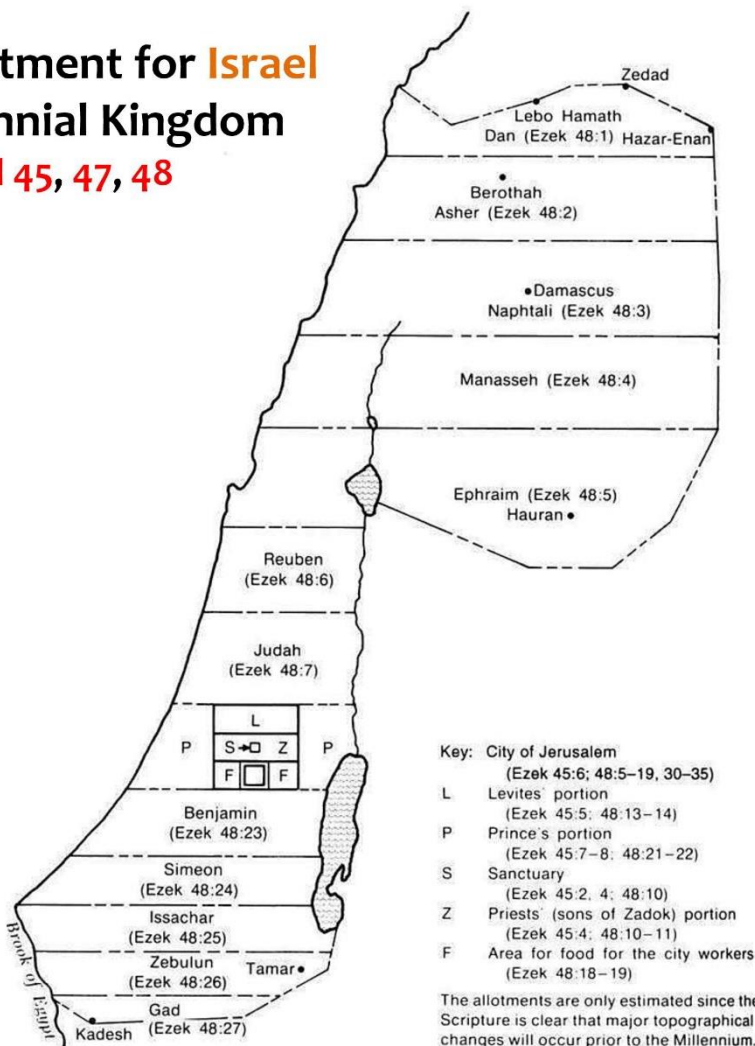 tment for Israel
nnial Kingdom
45, 47, 48
Zedad
Lebo Hamath
Dan (Ezek 48:1) Hazar-Enan
Berothah
Asher (Ezek 48:2)
Damascus
Naphtali (Ezek 48:3)
Manasseh (Ezek 48:4)
Ephraim (Ezek 48:5)
Hauran
Reuben
(Ezek 48:6)
Judah
(Ezek 48:7)
L
P S Z P
F F
Benjamin
(Ezek 48:23)
Simeon
(Ezek 48:24)
Issachar
(Ezek 48:25)
Zebulun
(Ezek 48:26)
Tamar
Gad
(Ezek 48:27)
Kadesh
Brook of Egypt
Key: City of Jerusalem
(Ezek 45:6; 48:5–19, 30–35)
L Levites' portion
(Ezek 45:5; 48:13–14)
P Prince's portion
(Ezek 45:7–8; 48:21–22)
S Sanctuary
(Ezek 45:2, 4; 48:10)
Z Priests' (sons of Zadok) portion
(Ezek 45:4; 48:10–11)
F Area for food for the city workers
(Ezek 48:18–19)
The allotments are only estimated since the
Scripture is clear that major topographical
changes will occur prior to the Millennium.